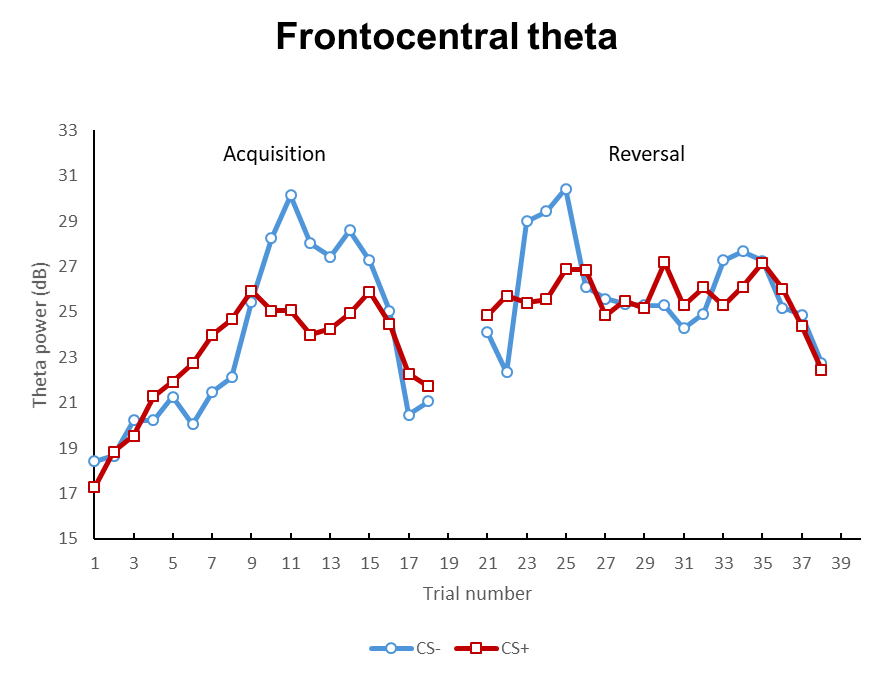 Frontocentral theta
Acquisition
Reversal
33
31
29
27
25
23
21
19
17
15
Theta power (dB)
1 3 5 7 9 11 13 15 17 19 21 23 25 27 29 31 33 35 37 39
Trial number
CS- CS+